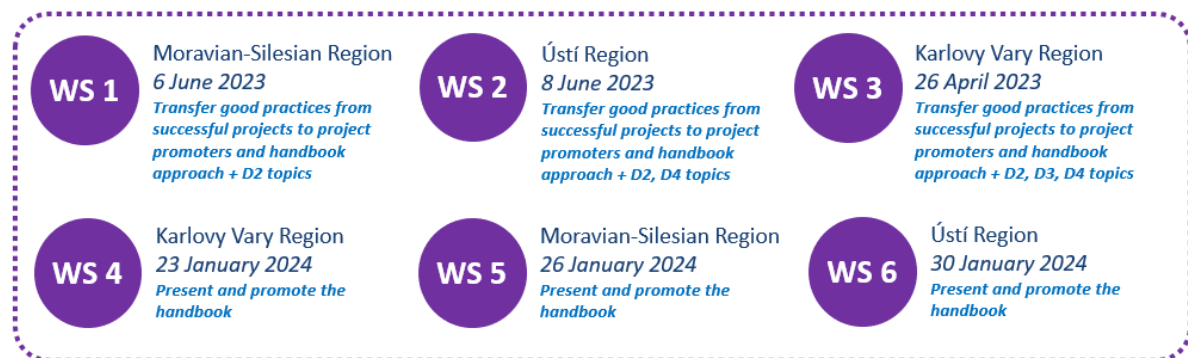 WS 1
Moravian-Silesian Region
6 June 2023
Transfer good practices from
successful projects to project
promoters and handbook
approach + D2 topics
WS 2
Ústí Region
8 June 2023
Transfer good practices from
successful projects to project
promoters and handbook
approach + D2, D4 topics
WS 3
Karlovy Vary Region
26 April 2023
Transfer good practices from
successful projects to project
promoters and handbook
approach + D2, D3, D4 topics
WS 4
Karlovy Vary Region
23 January 2024
Present and promote the
handbook
WS 5
Moravian-Silesian Region
26 January 2024
Present and promote the
handbook
WS 6
Ústí Region
30 January 2024
Present and promote the
handbook